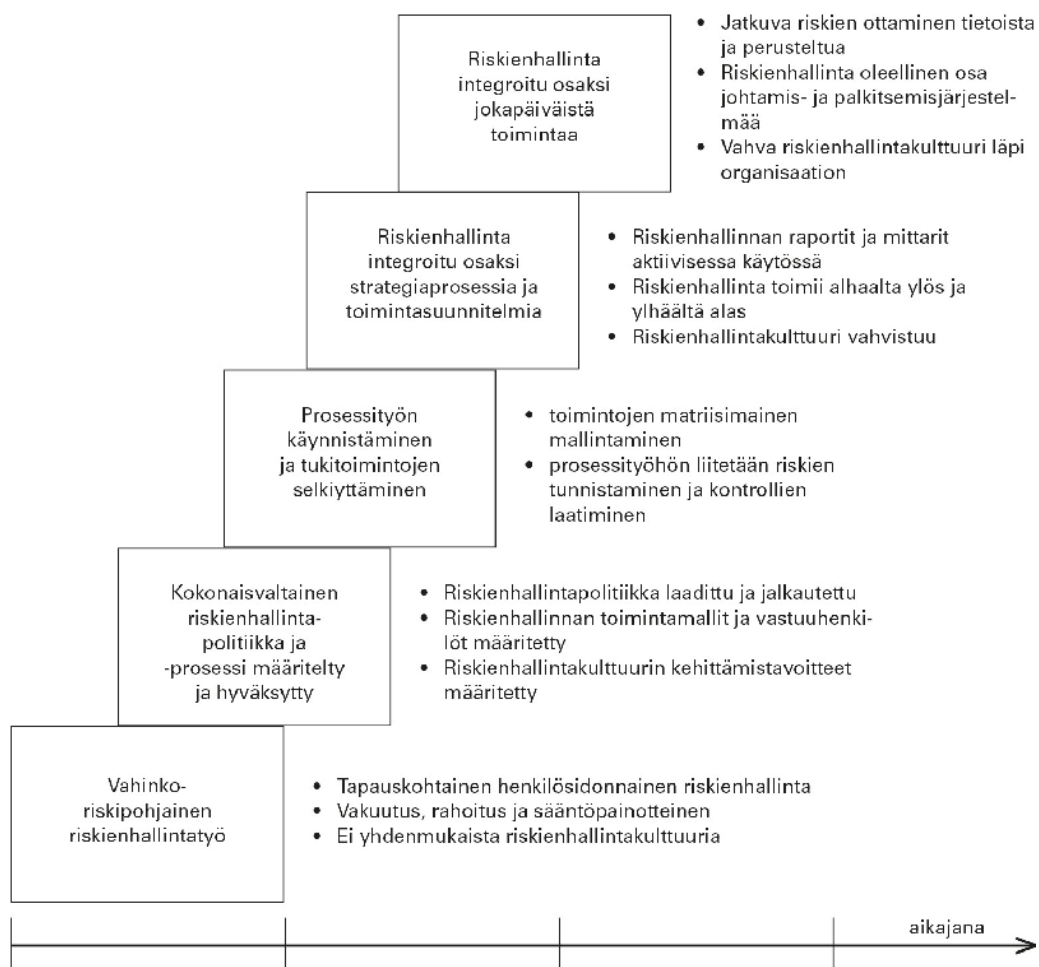 Riskienhallinta
integroitu osaksi
jokapäiväistä
toimintaa
• Jatkuva riskien ottaminen tietoista
ja perusteltua
• Riskienhallinta oleellinen osa
johtamis- ja palkitsemisjärjestel-
mää
• Vahva riskienhallintakulttuuri läpi
organisaation
Riskienhallinta
integroitu osaksi
strategiaprosessia ja
toimintasuunnitelmia
• Riskienhallinnan raportit ja mittarit
aktiivisessa käytössä
• Riskienhallinta toimii alhaalta ylös ja
ylhäältä alas
• Riskienhallintakulttuuri vahvistuu
Prosessityön
käynnistäminen
ja tukitoimintojen
selkiyttäminen
• toimintojen matriisimainen
mallintaminen
• prosessityöhön liitetään riskien
tunnistaminen ja kontrollien
laatiminen
Kokonaisvaltainen
riskienhallinta-
politiikka ja
-prosessi määritelty
ja hyväksytty
• Riskienhallintapolitiikka laadittu ja jalkautettu
• Riskienhallinnan toimintamallit ja vastuuhenki-
löt määritetty
• Riskienhallintakulttuurin kehittämistavoitteet
määritetty
Vahinko-
riskipohjainen
riskienhallintatyö
• Tapauskohtainen henkilösidonnainen riskienhallinta
• Vakuutus, rahoitus ja sääntöpainotteinen
• Ei yhdenmukaista riskienhallintakulttuuria
aikajana